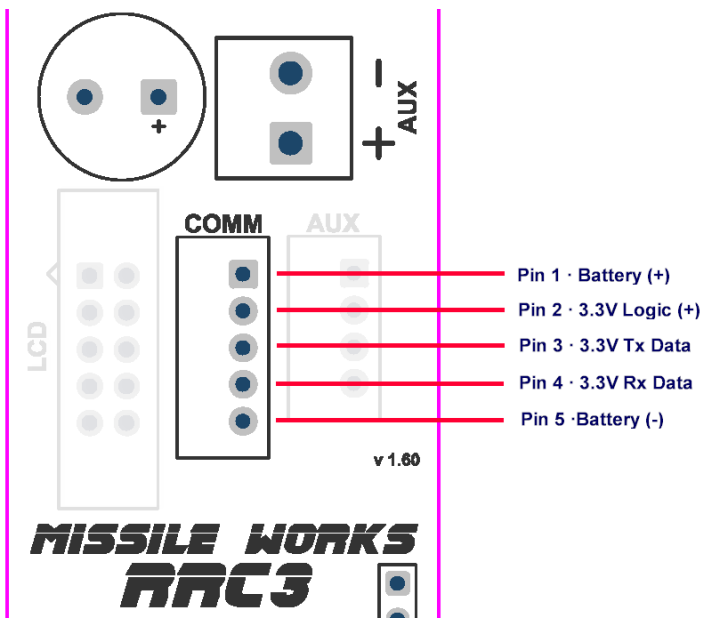 -
+
AUX
+
COMM
AUX
LCD
Pin 1 · Battery (+)
Pin 2 · 3.3V Logic (+)
Pin 3 · 3.3V Tx Data
Pin 4 · 3.3V Rx Data
Pin 5 ·Battery (-)
v 1.60
MISSILE WORKS
RRC3